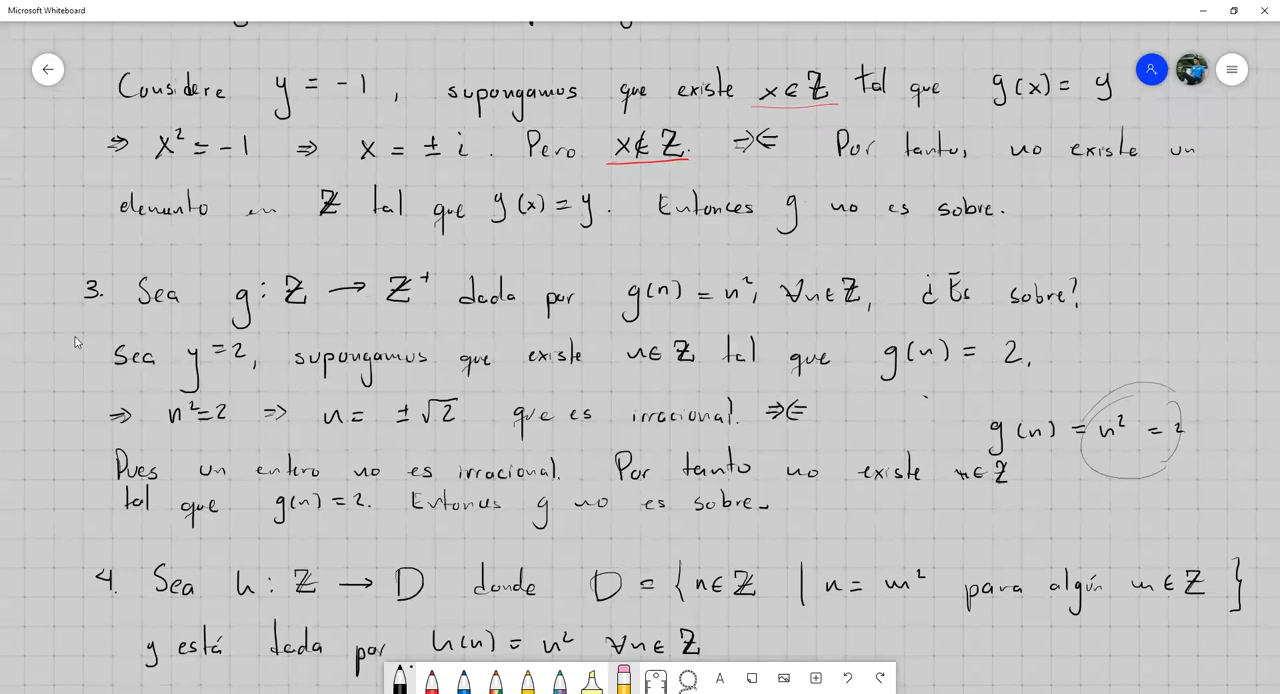 Microsoft Whiteboard
Considere y = -1, supongamos que existe x∈ℤ tal que g(x) = y
⇒ x² = -1 ⇒ x = ± i. Pero x∉ℤ. ⇒⇐ Por tanto, no existe un
elemento en ℤ tal que g(x) = y. Entonces g no es sobre.
3. Sea g: ℤ → ℤ⁺ dada por g(n) = n², ∀n∈ℤ, ¿Es sobre?
Sea y = 2, supongamos que existe n∈ℤ tal que g(n) = 2,
⇒ n² = 2 ⇒ n = ± √2 que es irracional. ⇒⇐
g(n) = n² = 2
Pues un entero no es irracional. Por tanto no existe n∈ℤ
tal que g(n) = 2. Entonces g no es sobre.
4. Sea h: ℤ → D donde D = {n∈ℤ | n = m² para algún m∈ℤ}
y está dada por h(n) = n² ∀n∈ℤ